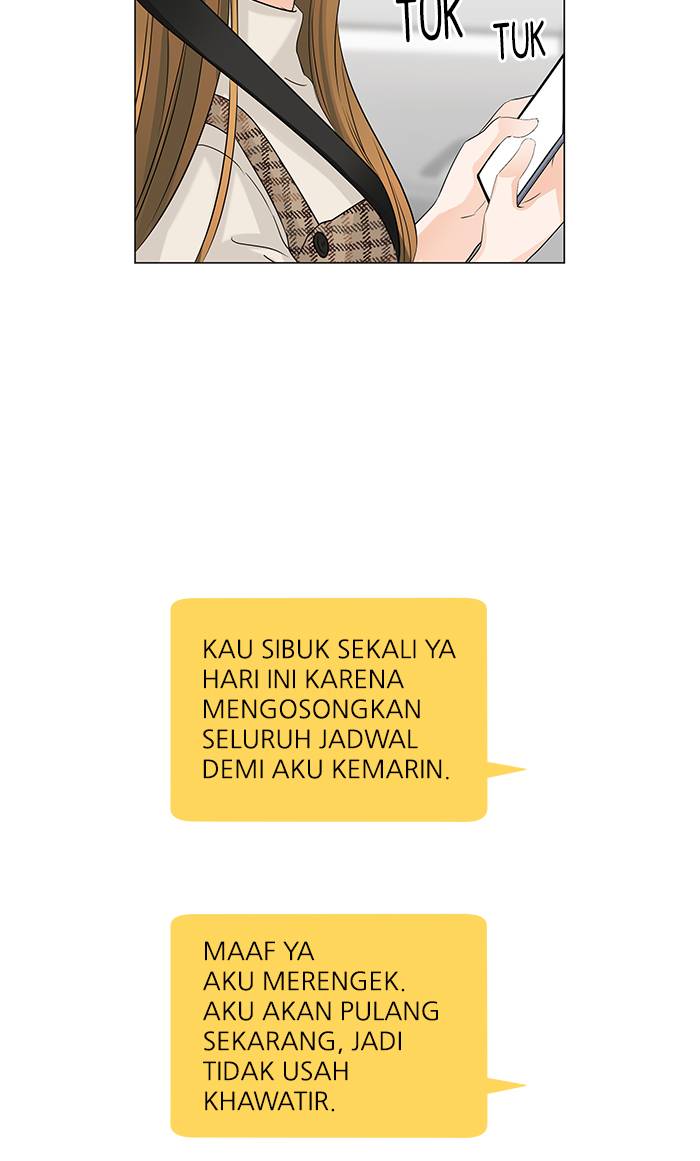 TUK
TUK
KAU SIBUK SEKALI YA
HARI INI KARENA
MENGOSONGKAN
SELURUH JADWAL
DEMI AKU KEMARIN.
MAAF YA
AKU MERENGEK.
AKU AKAN PULANG
SEKARANG, JADI
TIDAK USAH
KHAWATIR.